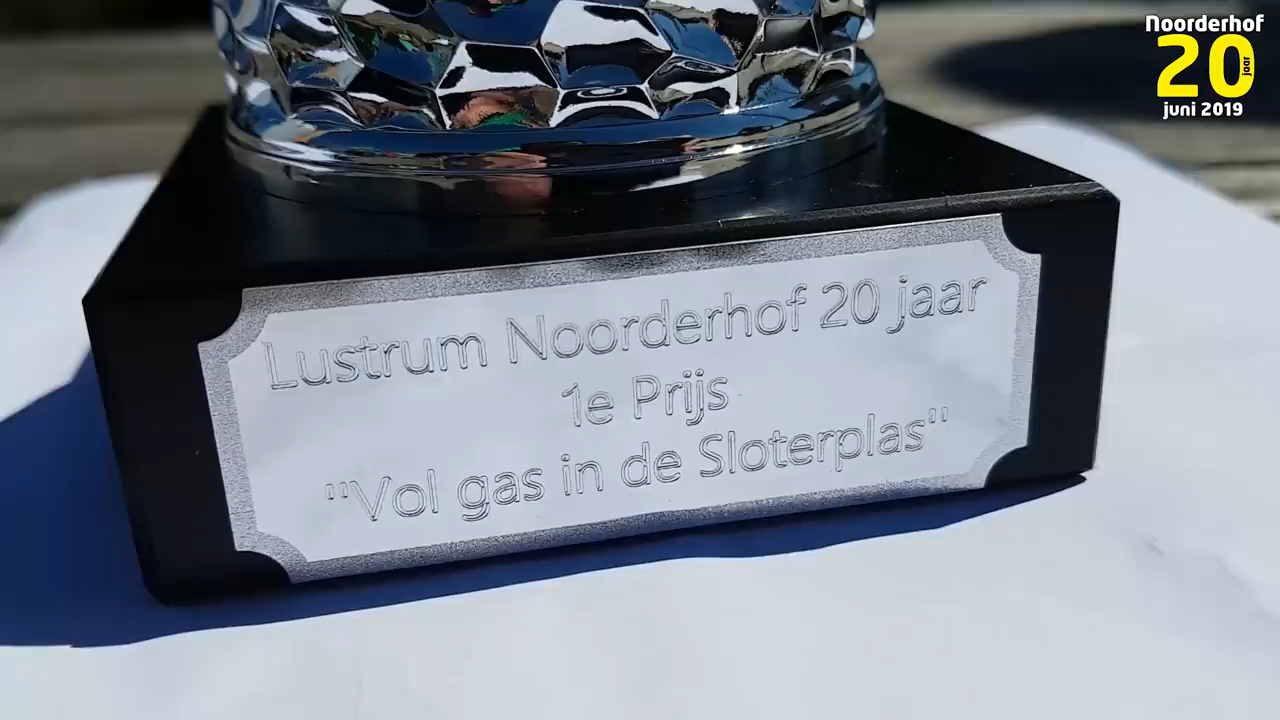 Noorderhof
20 jaar
juni 2019
Lustrum Noorderhof 20 jaar
1e Prijs
"Vol gas in de Sloterplas"